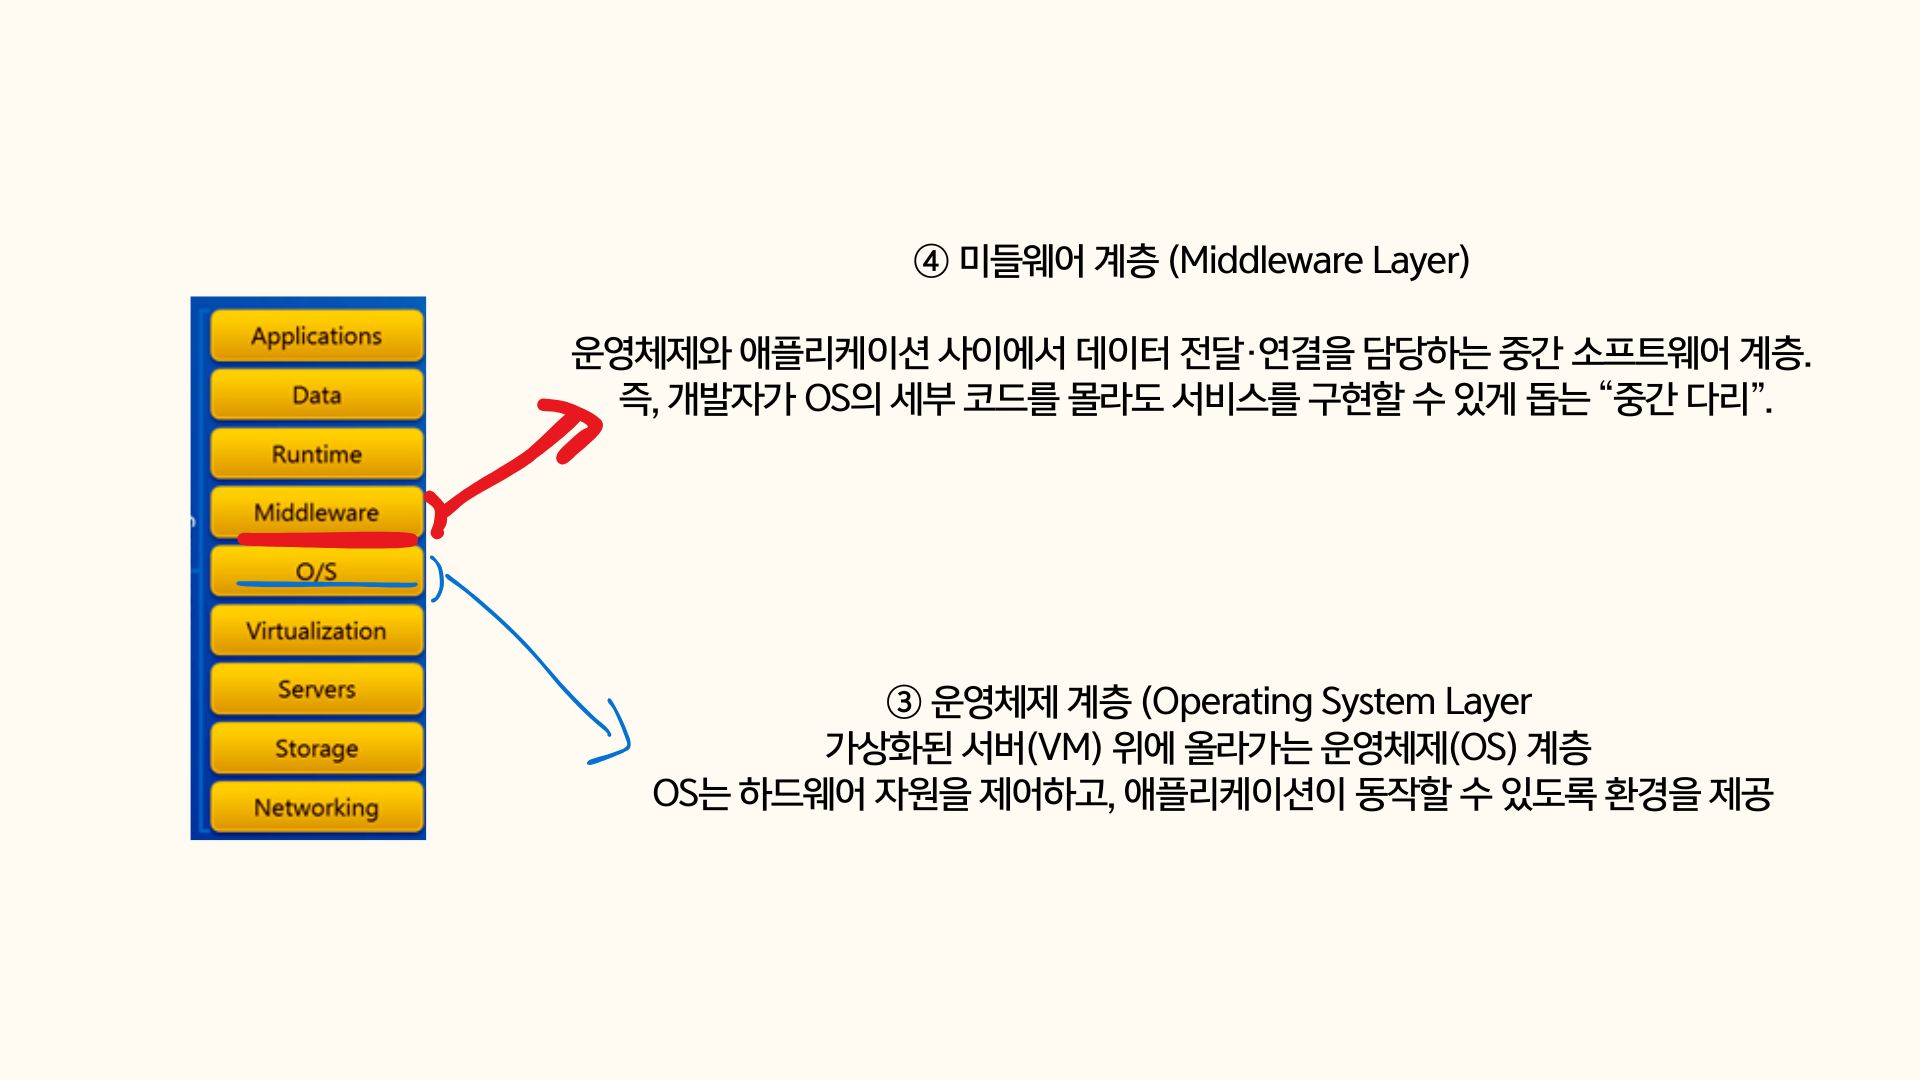 ④ 미들웨어 계층 (Middleware Layer)
운영체제와 애플리케이션 사이에서 데이터 전달·연결을 담당하는 중간 소프트웨어 계층.
즉, 개발자가 OS의 세부 코드를 몰라도 서비스를 구현할 수 있게 돕는 “중간 다리”.
Applications
Data
Runtime
Middleware
O/S
Virtualization
Servers
Storage
Networking
③ 운영체제 계층 (Operating System Layer
가상화된 서버(VM) 위에 올라가는 운영체제(OS) 계층
OS는 하드웨어 자원을 제어하고, 애플리케이션이 동작할 수 있도록 환경을 제공